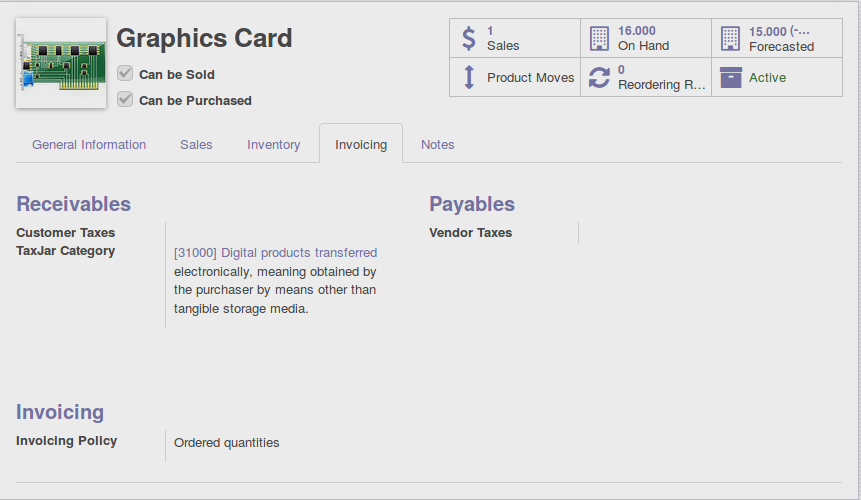 Graphics Card
Can be Sold
Can be Purchased
1
Sales
16.000
On Hand
15.000 (-...
Forecasted
Product Moves
0
Reordering R...
Active
General Information
Sales
Inventory
Invoicing
Notes
Receivables
Customer Taxes
TaxJar Category
[31000] Digital products transferred
electronically, meaning obtained by
the purchaser by means other than
tangible storage media.
Payables
Vendor Taxes
Invoicing
Invoicing Policy
Ordered quantities